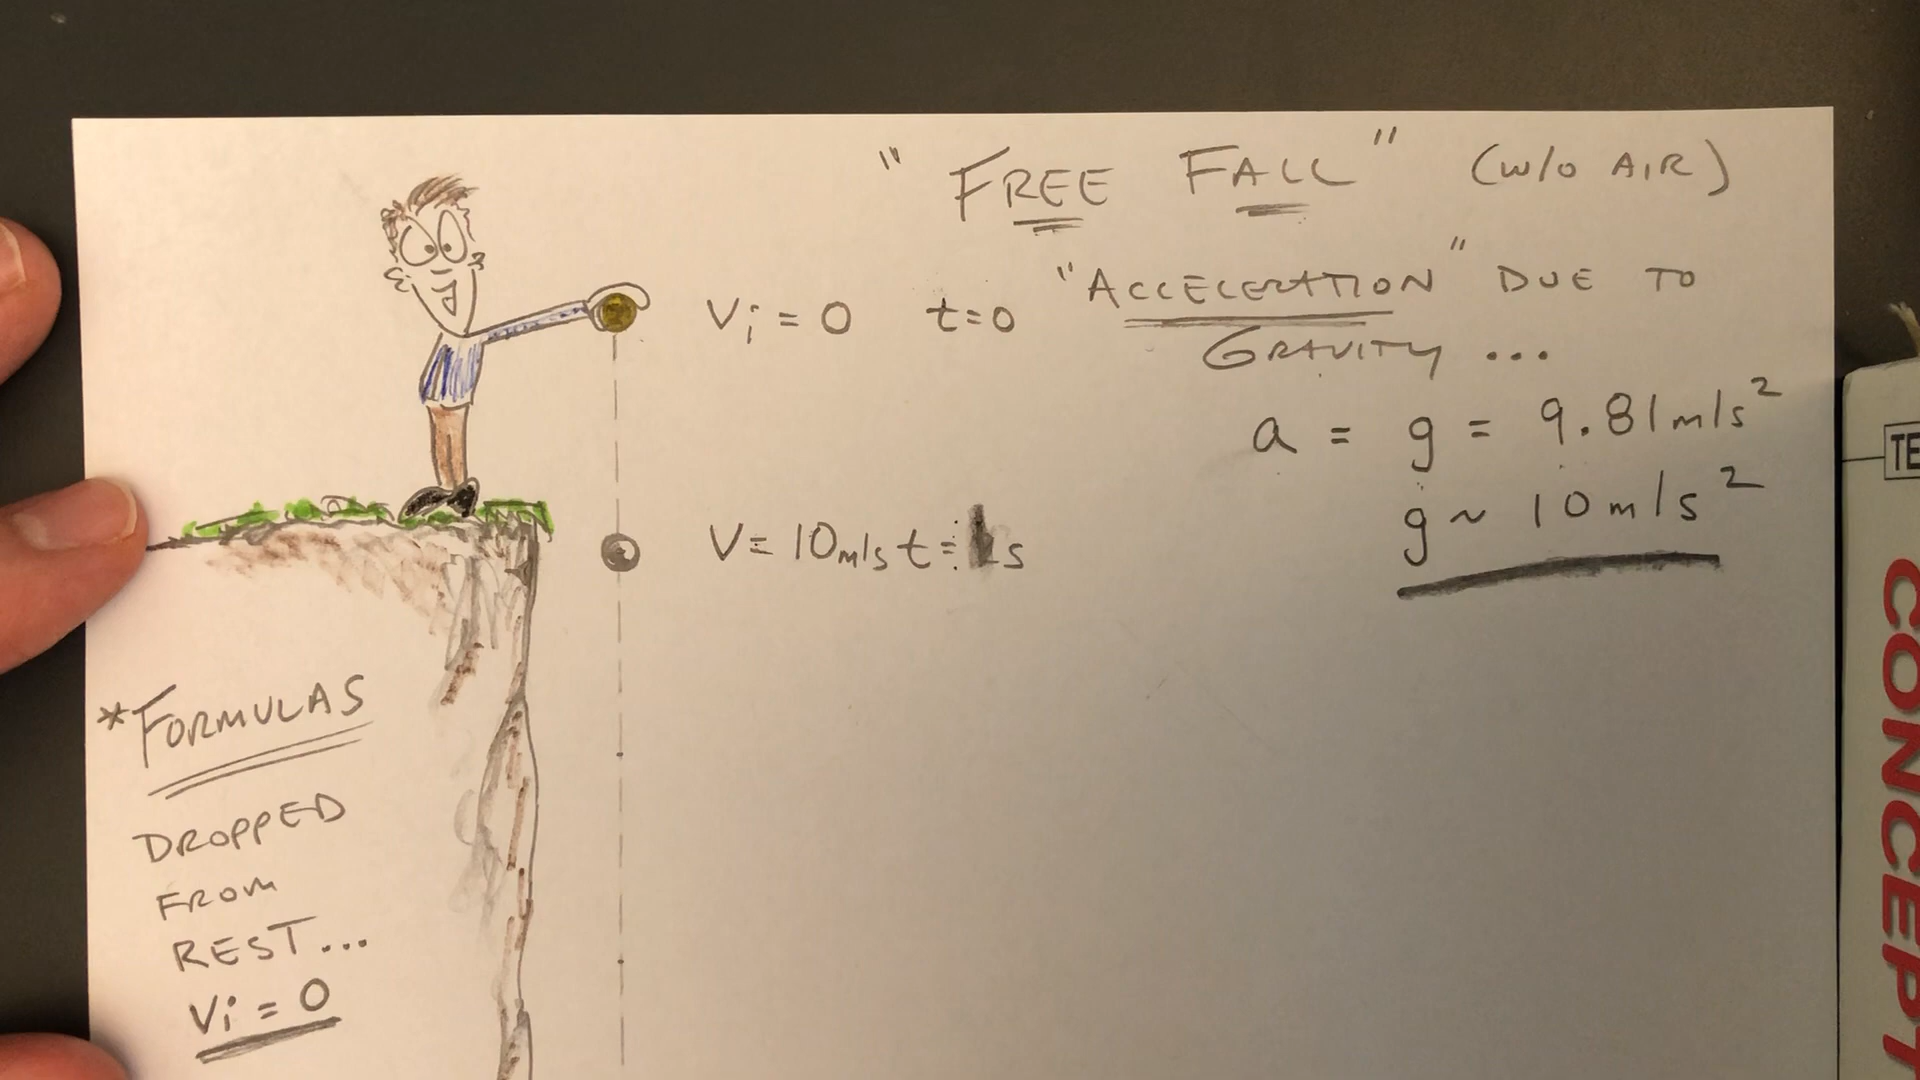 "FREE FALL" (W/O AIR)
"ACCELERATION" DUE TO
GRAVITY ...
Vi = 0 t=0
a = g = 9.81m/s²
g ~ 10m/s²
V= 10m/s t= s
*FORMULAS
DROPPED
FROM
REST...
Vi = 0
TE
CONCEPT